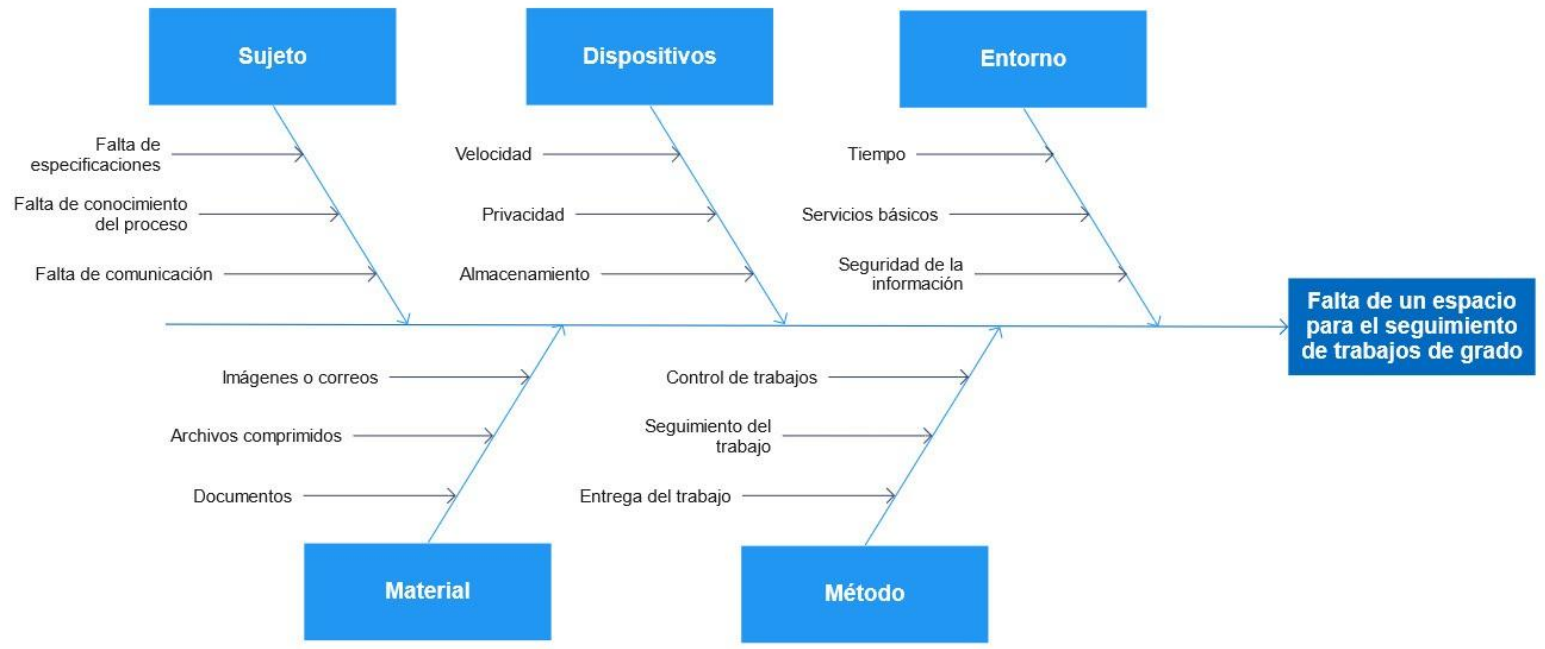 Sujeto
Dispositivos
Entorno
Falta de
especificaciones
Falta de conocimiento
del proceso
Falta de comunicación
Velocidad
Privacidad
Almacenamiento
Tiempo
Servicios básicos
Seguridad de la
información
Falta de un espacio
para el seguimiento
de trabajos de grado
Imágenes o correos
Archivos comprimidos
Documentos
Control de trabajos
Seguimiento del
trabajo
Entrega del trabajo
Material
Método